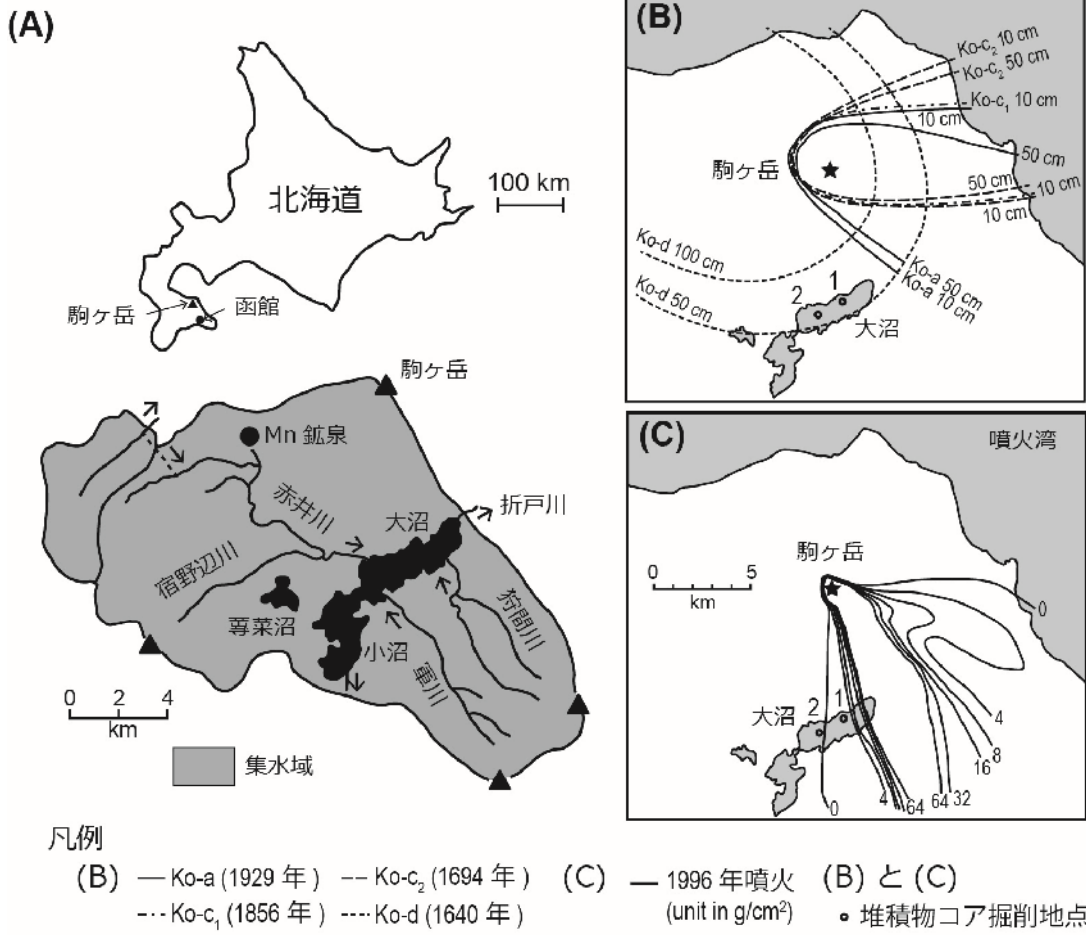 (A)
北海道
100 km
駒ヶ岳
函館
駒ヶ岳
Mn 鉱泉
赤井川
大沼
折戸川
宿野辺川
蓴菜沼
小沼
軍川
狩間川
0 2 4
km
集水域
(B)
Ko-c₂ 10 cm
Ko-c₂ 50 cm
Ko-c₁ 10 cm
10 cm
50 cm
駒ヶ岳
50 cm
10 cm
10 cm
Ko-d 100 cm
Ko-d 50 cm
Ko-a 50 cm
Ko-a 10 cm
1
2
大沼
(C)
噴火湾
駒ヶ岳
0 5
km
0
大沼
2
1
4
8
16
0
4
64
64
32
凡例
(B) Ko-a (1929 年) Ko-c₂ (1694 年)
Ko-c₁ (1856 年) Ko-d (1640 年)
(C) 1996 年噴火
(unit in g/cm²)
(B) と (C)
堆積物コア掘削地点